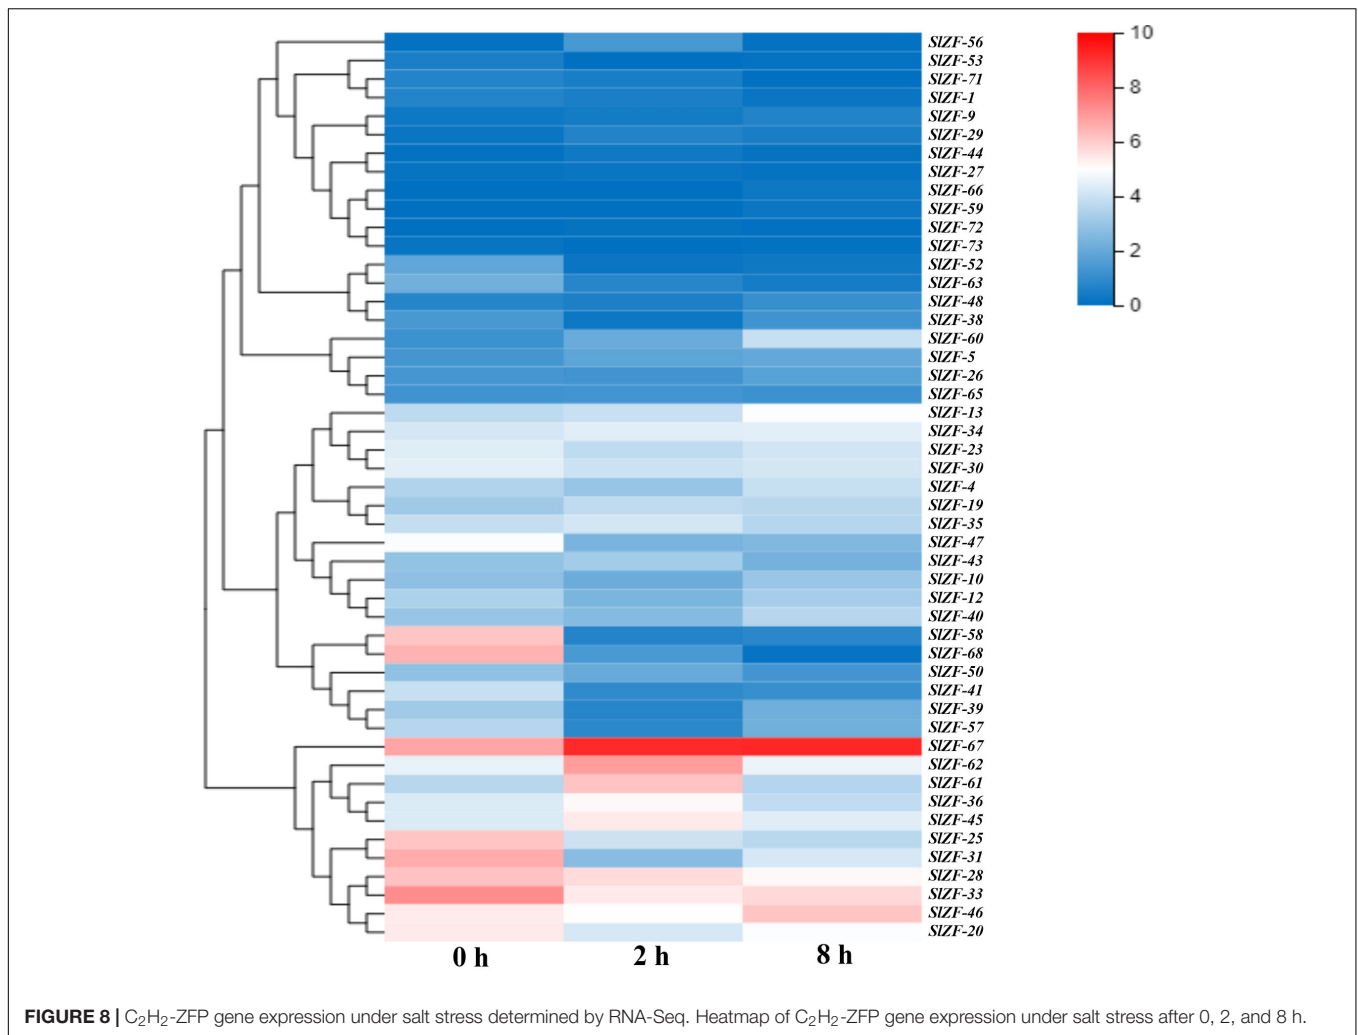 SlZF-56
SlZF-53
SlZF-71
SlZF-1
SlZF-9
SlZF-29
SlZF-44
SlZF-27
SlZF-66
SlZF-59
SlZF-72
SlZF-73
SlZF-52
SlZF-63
SlZF-48
SlZF-38
SlZF-60
SlZF-5
SlZF-26
SlZF-65
SlZF-13
SlZF-34
SlZF-23
SlZF-30
SlZF-4
SlZF-19
SlZF-35
SlZF-47
SlZF-43
SlZF-10
SlZF-12
SlZF-40
SlZF-58
SlZF-68
SlZF-50
SlZF-41
SlZF-39
SlZF-57
SlZF-67
SlZF-62
SlZF-61
SlZF-36
SlZF-45
SlZF-25
SlZF-31
SlZF-28
SlZF-33
SlZF-46
SlZF-20
10
8
6
4
2
0
0 h 2 h 8 h
FIGURE 8 | C₂H₂-ZFP gene expression under salt stress determined by RNA-Seq. Heatmap of C₂H₂-ZFP gene expression under salt stress after 0, 2, and 8 h.